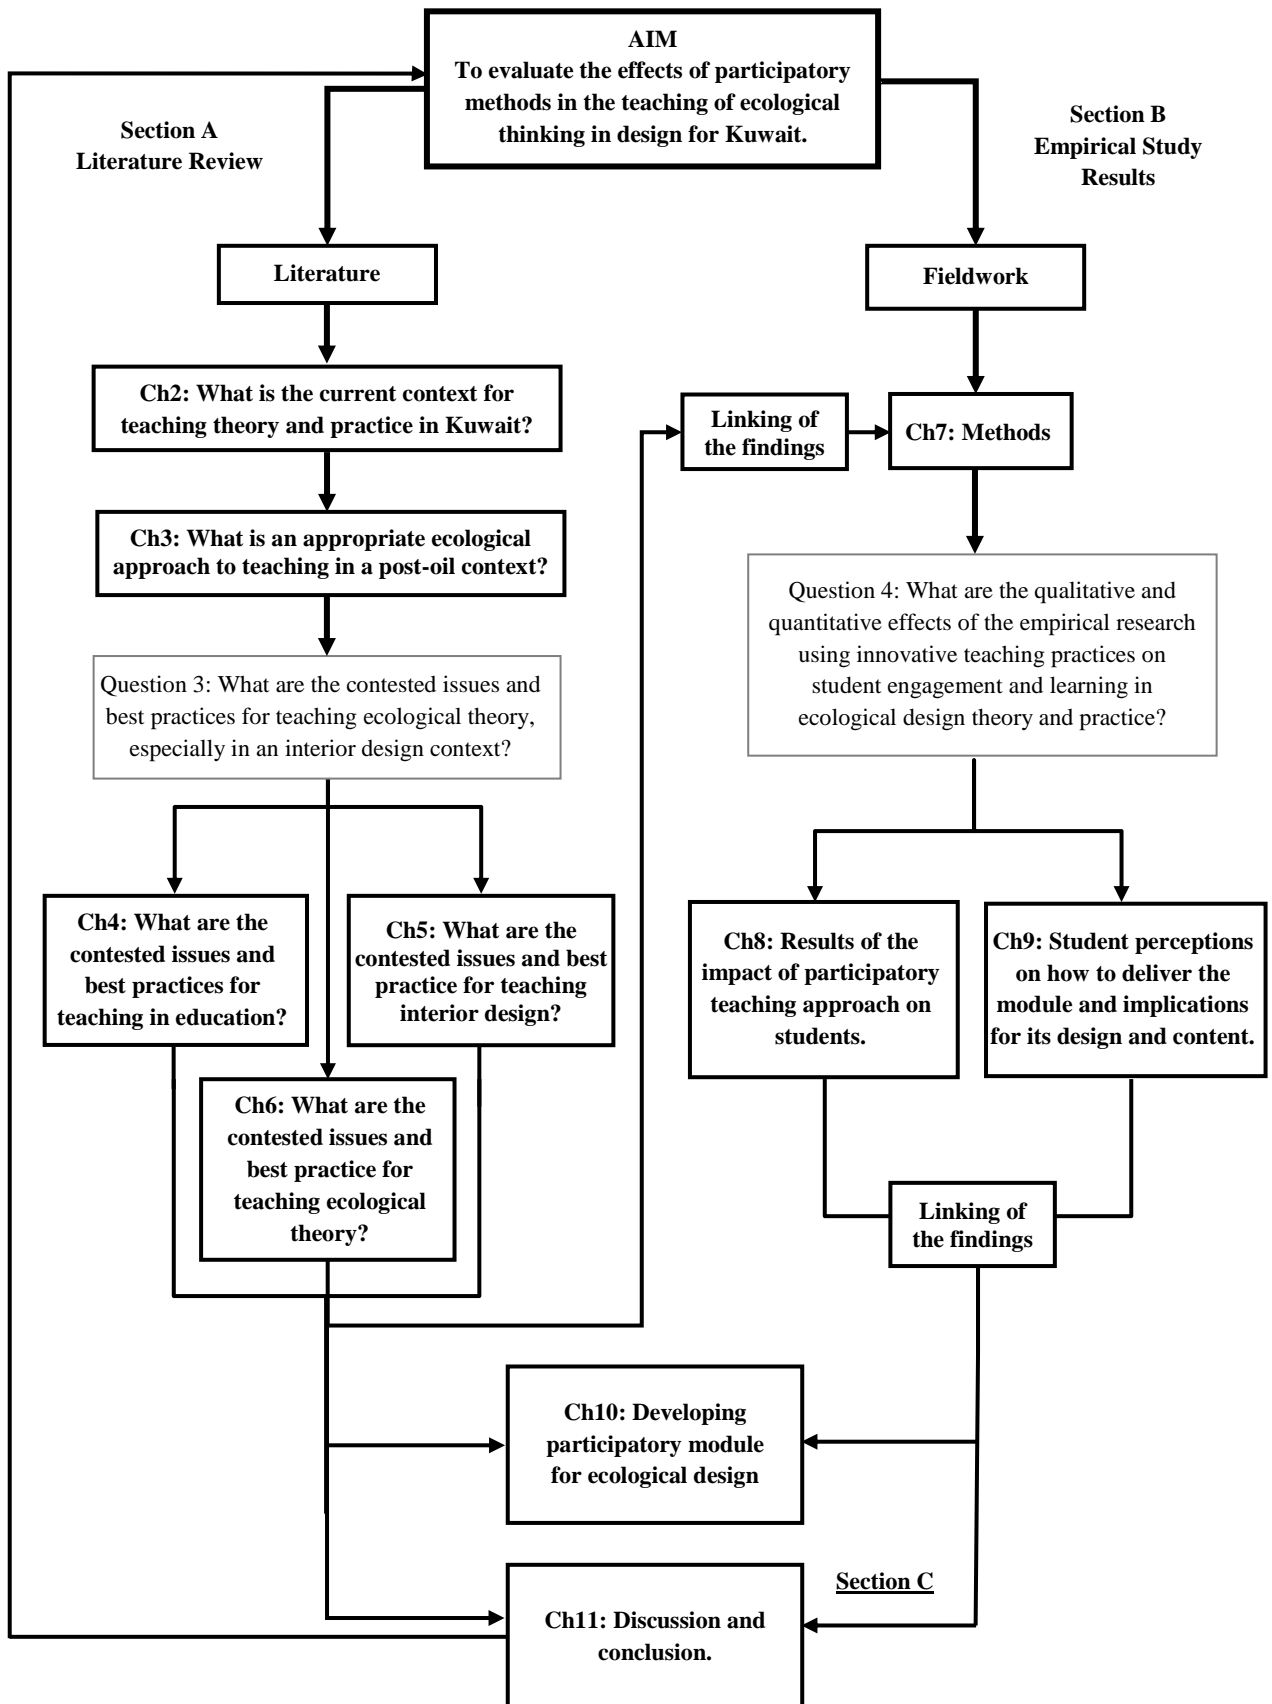 AIM
To evaluate the effects of participatory
methods in the teaching of ecological
thinking in design for Kuwait.
Section A
Literature Review
Section B
Empirical Study
Results
Literature
Fieldwork
Ch2: What is the current context for
teaching theory and practice in Kuwait?
Linking of
the findings
Ch7: Methods
Ch3: What is an appropriate ecological
approach to teaching in a post-oil context?
Question 3: What are the contested issues and
best practices for teaching ecological theory,
especially in an interior design context?
Question 4: What are the qualitative and
quantitative effects of the empirical research
using innovative teaching practices on
student engagement and learning in
ecological design theory and practice?
Ch4: What are the
contested issues and
best practices for
teaching in education?
Ch5: What are the
contested issues and best
practice for teaching
interior design?
Ch6: What are the
contested issues and
best practice for
teaching ecological
theory?
Ch8: Results of the
impact of participatory
teaching approach on
students.
Ch9: Student perceptions
on how to deliver the
module and implications
for its design and content.
Linking of
the findings
Ch10: Developing
participatory module
for ecological design
Section C
Ch11: Discussion and
conclusion.